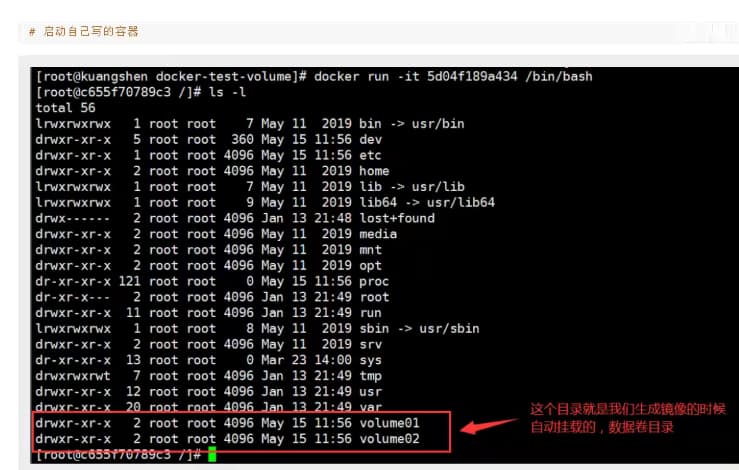 # 启动自己写的容器
[root@kuangshen docker-test-volume]# docker run -it 5d04f189a434 /bin/bash
[root@c655f70789c3 /]# ls -l
total 56
lrwxrwxrwx   1 root root    7 May 11  2019 bin -> usr/bin
drwxr-xr-x   5 root root  360 May 15 11:56 dev
drwxr-xr-x   1 root root 4096 May 15 11:56 etc
drwxr-xr-x   2 root root 4096 May 11  2019 home
lrwxrwxrwx   1 root root    7 May 11  2019 lib -> usr/lib
lrwxrwxrwx   1 root root    9 May 11  2019 lib64 -> usr/lib64
drwx------   2 root root 4096 Jan 13 21:48 lost+found
drwxr-xr-x   2 root root 4096 May 11  2019 media
drwxr-xr-x   2 root root 4096 May 11  2019 mnt
drwxr-xr-x   2 root root 4096 May 11  2019 opt
dr-xr-xr-x 121 root root    0 May 15 11:56 proc
dr-xr-x---   2 root root 4096 Jan 13 21:49 root
drwxr-xr-x  11 root root 4096 Jan 13 21:49 run
lrwxrwxrwx   1 root root    8 May 11  2019 sbin -> usr/sbin
drwxr-xr-x   2 root root 4096 May 11  2019 srv
dr-xr-xr-x  13 root root    0 Mar 23 14:00 sys
drwxrwxrwt   7 root root 4096 Jan 13 21:49 tmp
drwxr-xr-x  12 root root 4096 Jan 13 21:49 usr
drwxr-xr-x  20 root root 4096 Jan 13 21:49 var
drwxr-xr-x   2 root root 4096 May 15 11:56 volume01
drwxr-xr-x   2 root root 4096 May 15 11:56 volume02
这个目录就是我们生成镜像的时候
自动挂载的，数据卷目录
[root@c655f70789c3 /]#